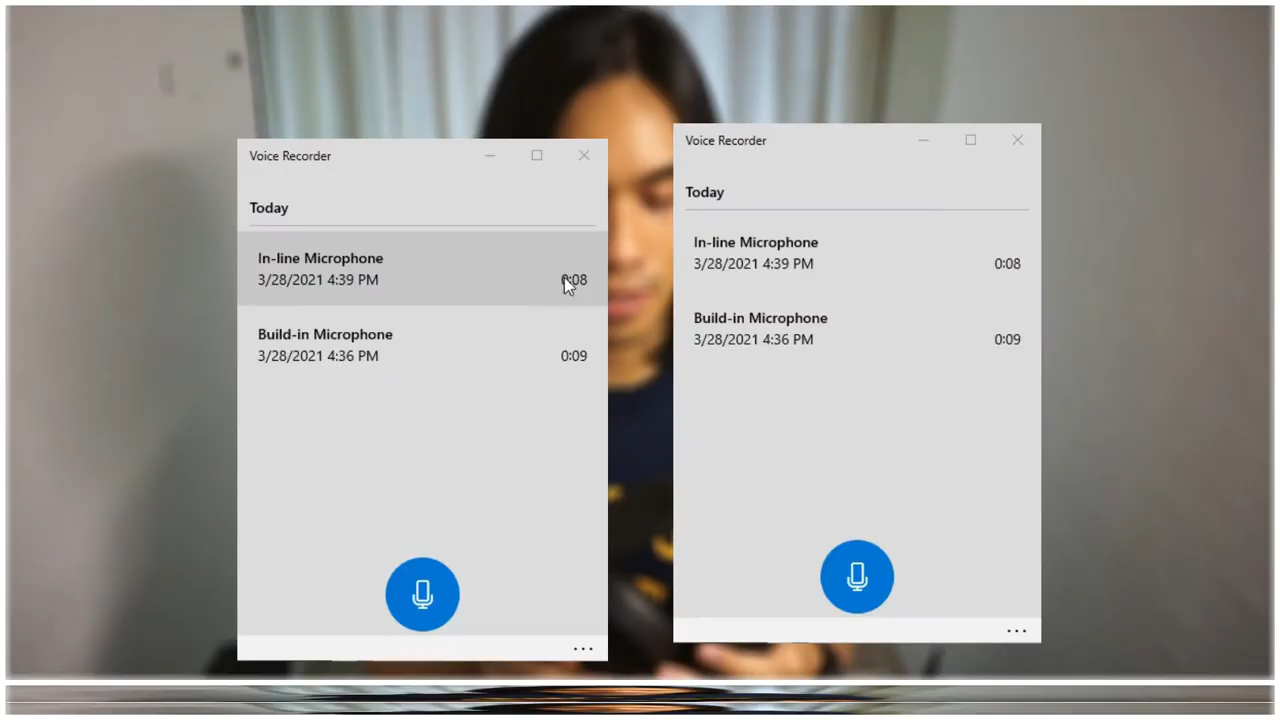 Voice Recorder
Today
In-line Microphone
3/28/2021 4:39 PM
0:08
Build-in Microphone
3/28/2021 4:36 PM
0:09
Voice Recorder
Today
In-line Microphone
3/28/2021 4:39 PM
0:08
Build-in Microphone
3/28/2021 4:36 PM
0:09